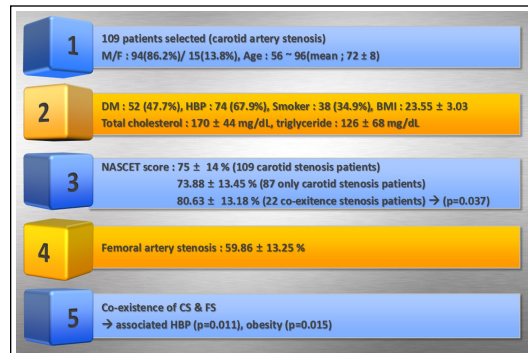 1
109 patients selected (carotid artery stenosis)
M/F : 94(86.2%)/ 15(13.8%), Age : 56 ~ 96(mean ; 72 ± 8)
2
DM : 52 (47.7%), HBP : 74 (67.9%), Smoker : 38 (34.9%), BMI : 23.55 ± 3.03
Total cholesterol : 170 ± 44 mg/dL, triglyceride : 126 ± 68 mg/dL
3
NASCET score : 75 ± 14 % (109 carotid stenosis patients)
73.88 ± 13.45 % (87 only carotid stenosis patients)
80.63 ± 13.18 % (22 co-exitence stenosis patients) → (p=0.037)
4
Femoral artery stenosis : 59.86 ± 13.25 %
5
Co-existence of CS & FS
→ associated HBP (p=0.011), obesity (p=0.015)